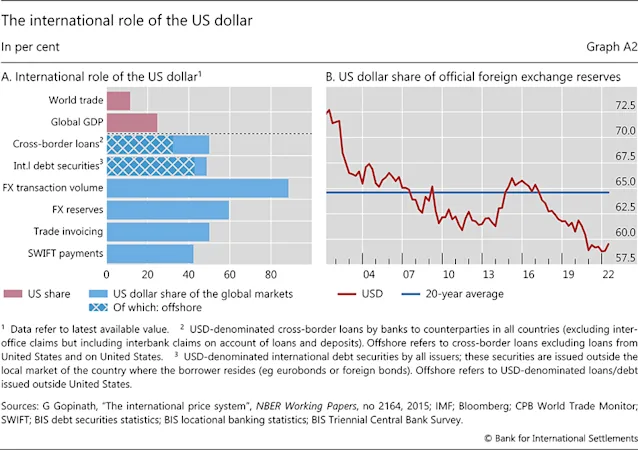 The international role of the US dollar
In per cent Graph A2
A. International role of the US dollar¹
B. US dollar share of official foreign exchange reserves
World trade
Global GDP
Cross-border loans²
Int.l debt securities³
FX transaction volume
FX reserves
Trade invoicing
SWIFT payments
0 20 40 60 80
US share
US dollar share of the global markets
Of which: offshore
72.5
70.0
67.5
65.0
62.5
60.0
57.5
04 07 10 13 16 19 22
USD 20-year average
¹ Data refer to latest available value. ² USD-denominated cross-border loans by banks to counterparties in all countries (excluding inter-
office claims but including interbank claims on account of loans and deposits). Offshore refers to cross-border loans excluding loans from
United States and on United States. ³ USD-denominated international debt securities by all issuers; these securities are issued outside the
local market of the country where the borrower resides (eg eurobonds or foreign bonds). Offshore refers to USD-denominated loans/debt
issued outside United States.
Sources: G Gopinath, "The international price system", NBER Working Papers, no 2164, 2015; IMF; Bloomberg; CPB World Trade Monitor;
SWIFT; BIS debt securities statistics; BIS locational banking statistics; BIS Triennial Central Bank Survey.
© Bank for International Settlements